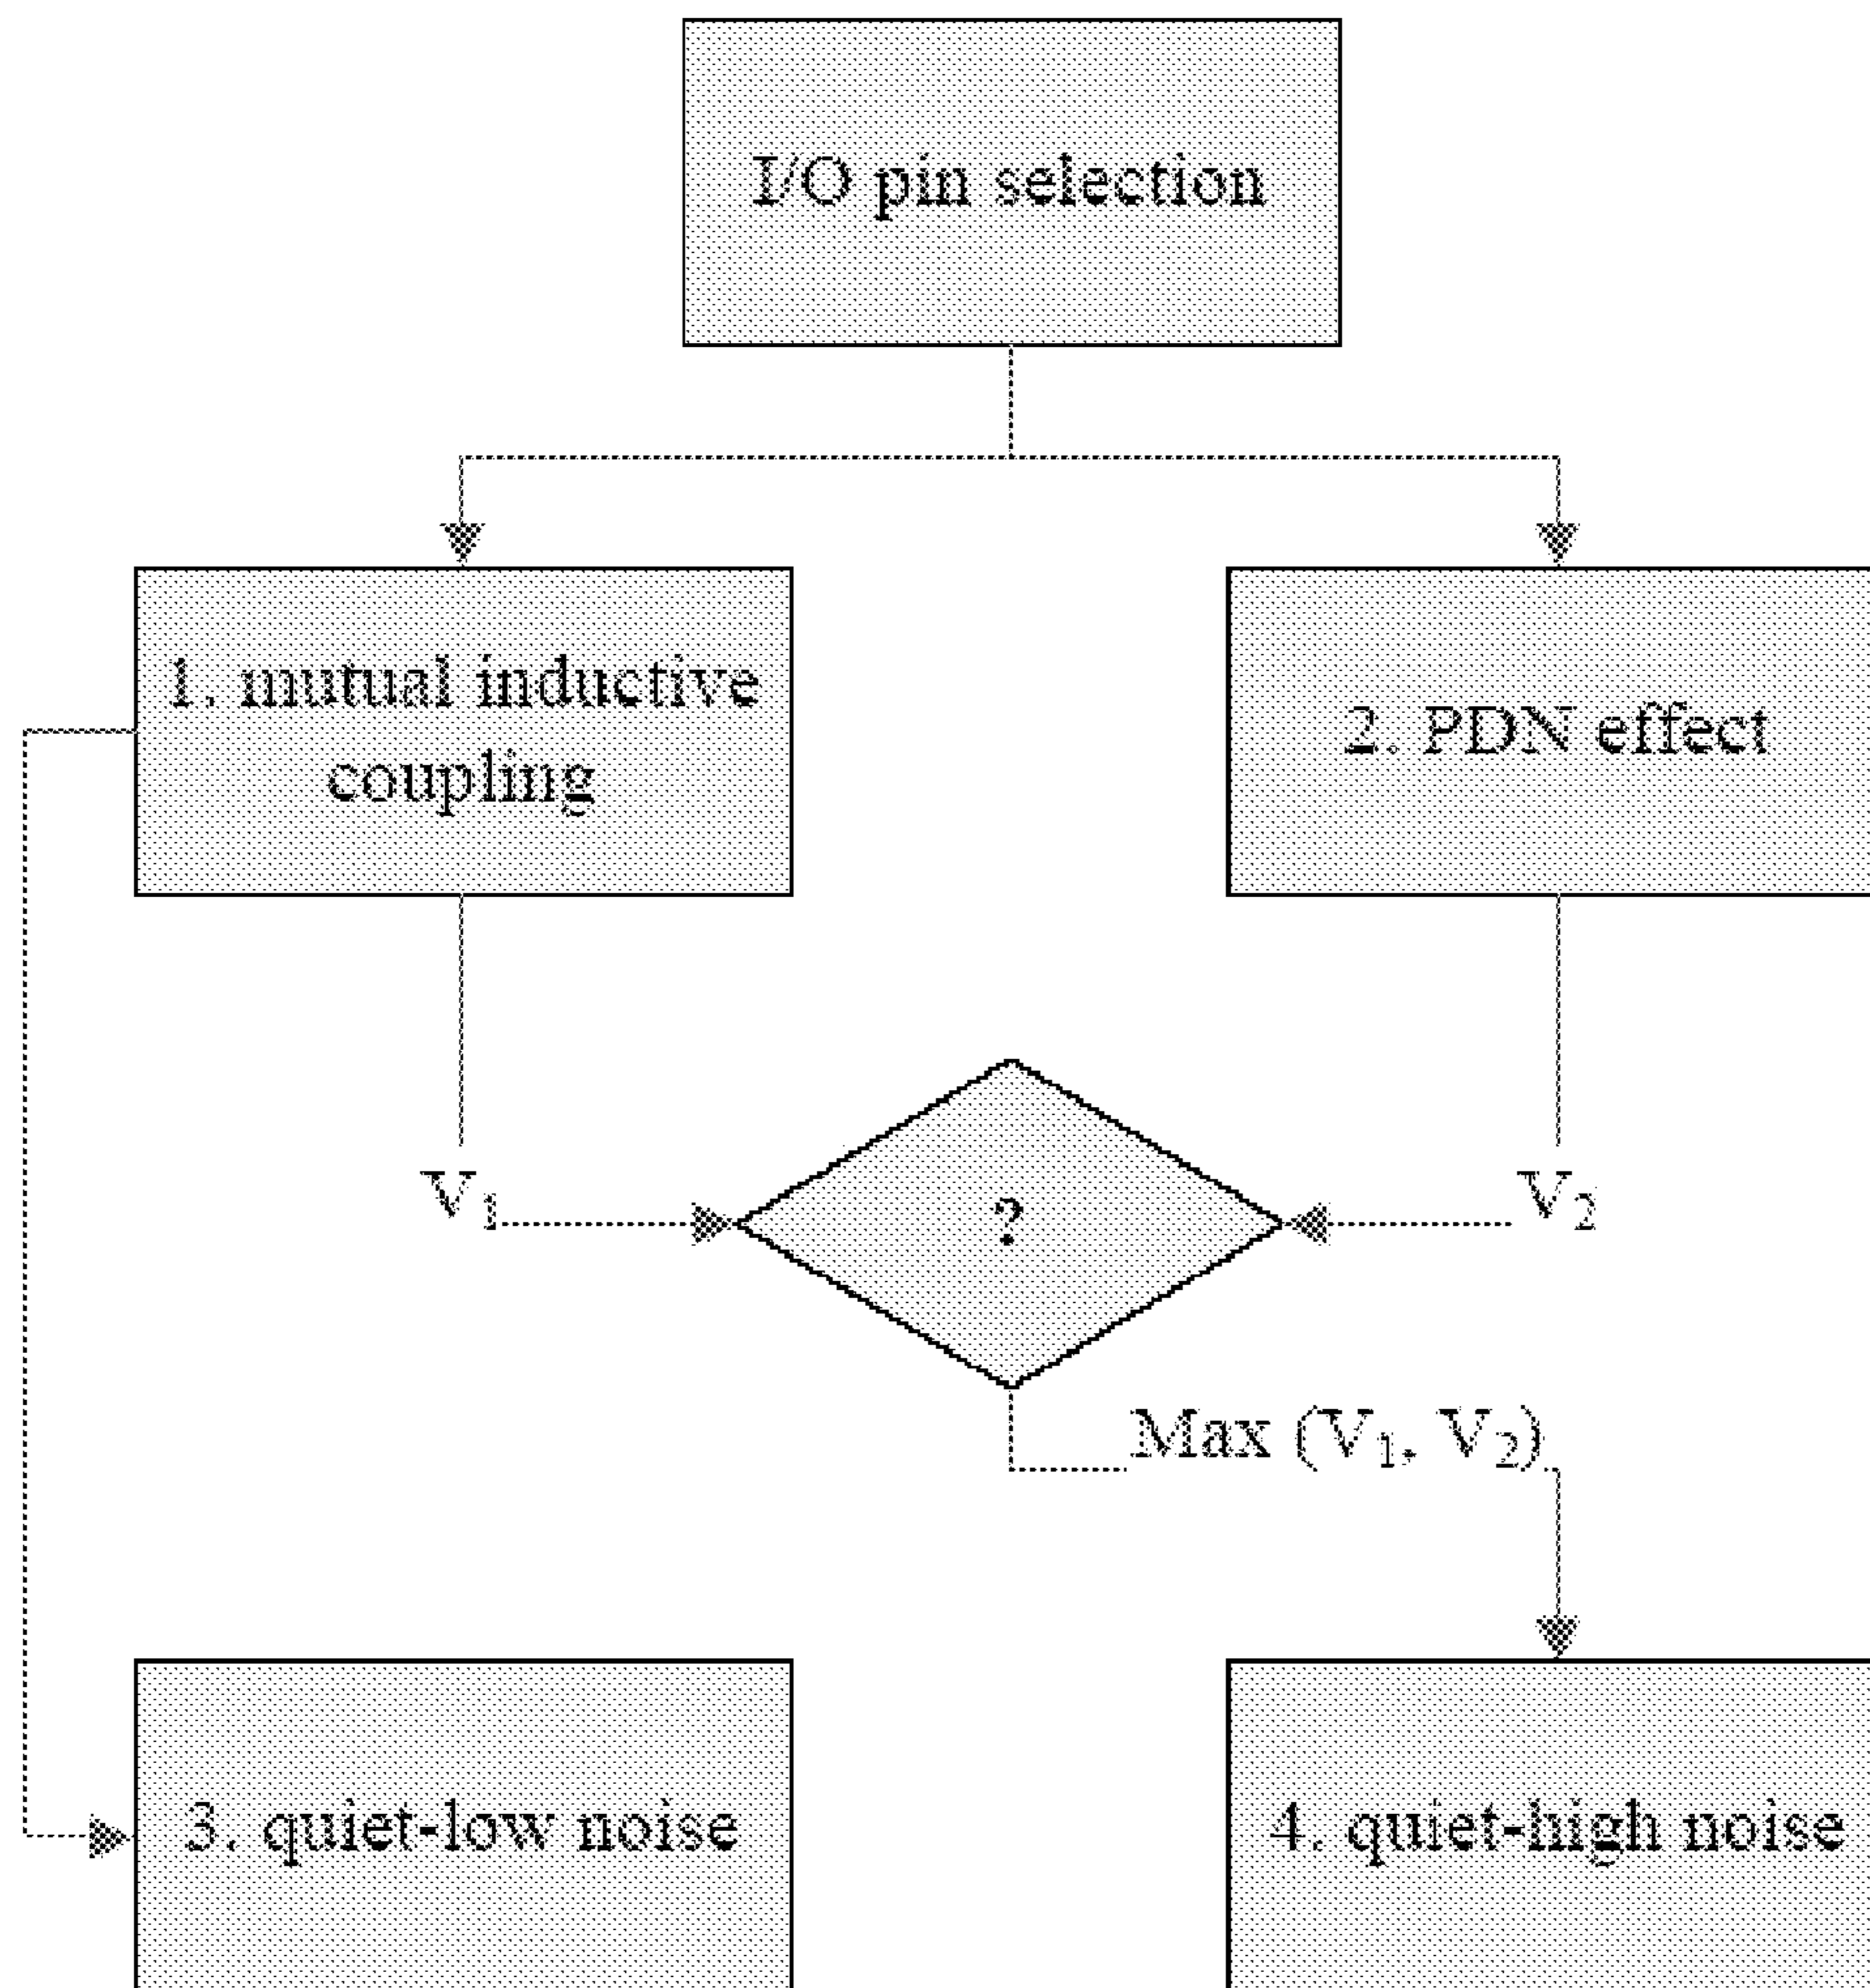 I/O pin selection
1. mutual inductive
coupling
2. PDN effect
V₁
?
V₂
Max (V₁, V₂)
3. quiet-low noise
4. quiet-high noise